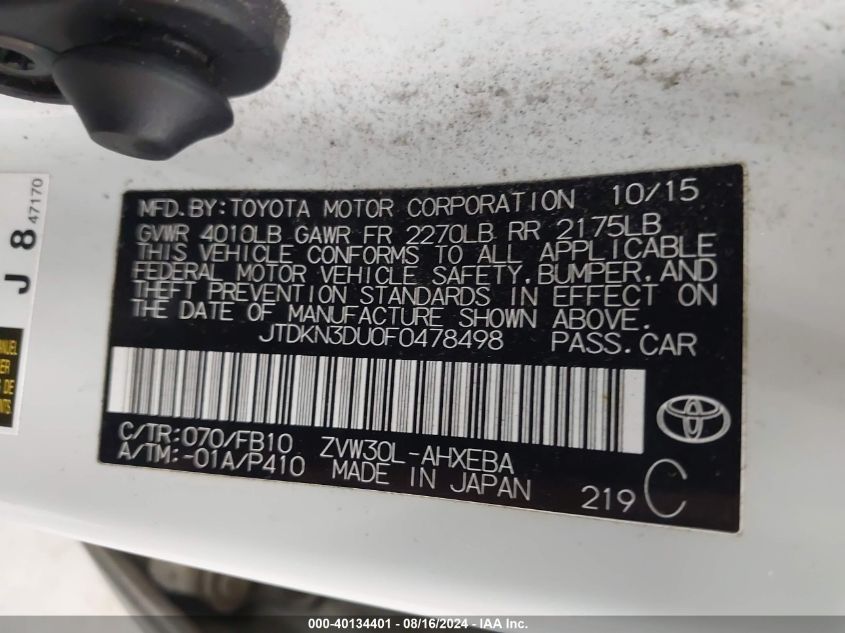 MFD. BY: TOYOTA MOTOR CORPORATION 10/15
GVWR 4010LB GAWR FR 2270LB RR 2175LB
THIS VEHICLE CONFORMS TO ALL APPLICABLE
FEDERAL MOTOR VEHICLE SAFETY, BUMPER, AND
THEFT PREVENTION STANDARDS IN EFFECT ON
THE DATE OF MANUFACTURE SHOWN ABOVE.
JTDKN3DU0F0478498 PASS. CAR
C/TR: 070/FB10 ZVW30L-AHXEBA
A/TM: -01A/P410 MADE IN JAPAN
219 C
J 8 47170
DE
000-40134401 - 08/16/2024 - IAA Inc.